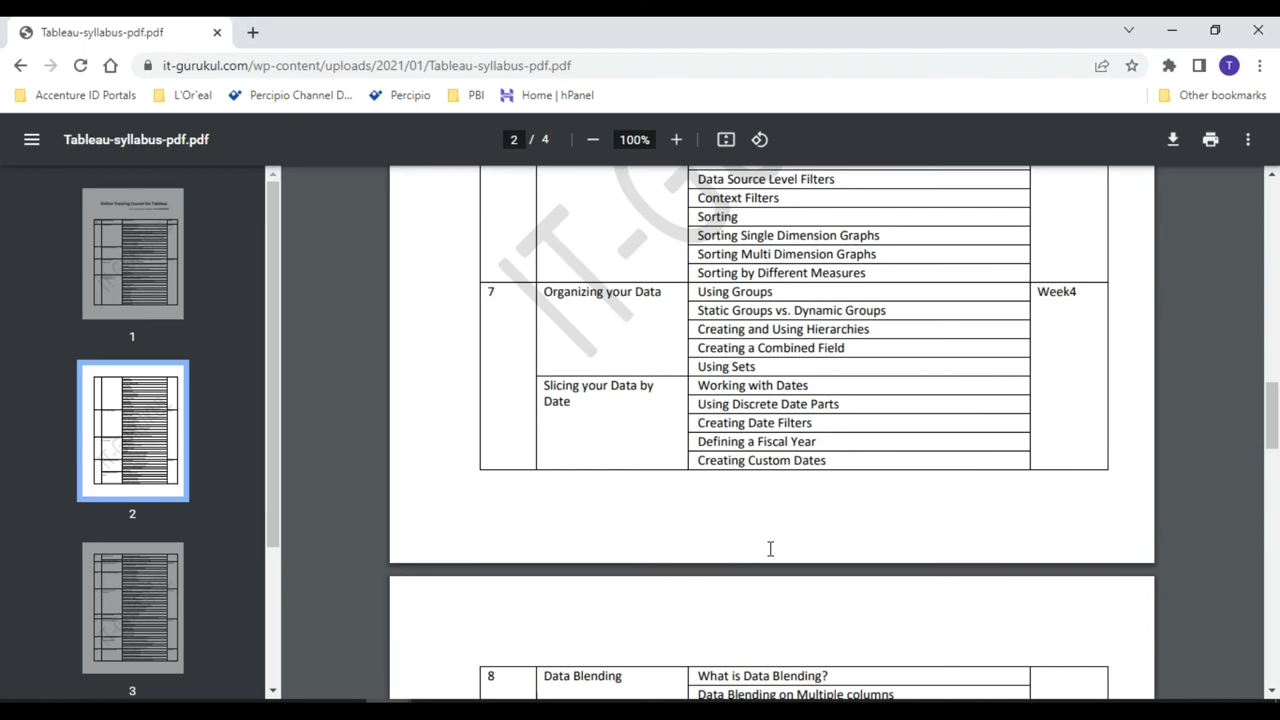 Tableau-syllabus-pdf.pdf
it-gurukul.com/wp-content/uploads/2021/01/Tableau-syllabus-pdf.pdf
T
Accenture ID Portals
L'Or'eal
Percipio Channel D...
Percipio
PBI
Home | hPanel
Other bookmarks
Tableau-syllabus-pdf.pdf
2 / 4
100%
1
2
3
IT-G
Data Source Level Filters
Context Filters
Sorting
Sorting Single Dimension Graphs
Sorting Multi Dimension Graphs
Sorting by Different Measures
7 Organizing your Data Using Groups Week4
Static Groups vs. Dynamic Groups
Creating and Using Hierarchies
Creating a Combined Field
Using Sets
Slicing your Data by Working with Dates
Date Using Discrete Date Parts
Creating Date Filters
Defining a Fiscal Year
Creating Custom Dates
8 Data Blending What is Data Blending?
Data Blending on Multiple columns